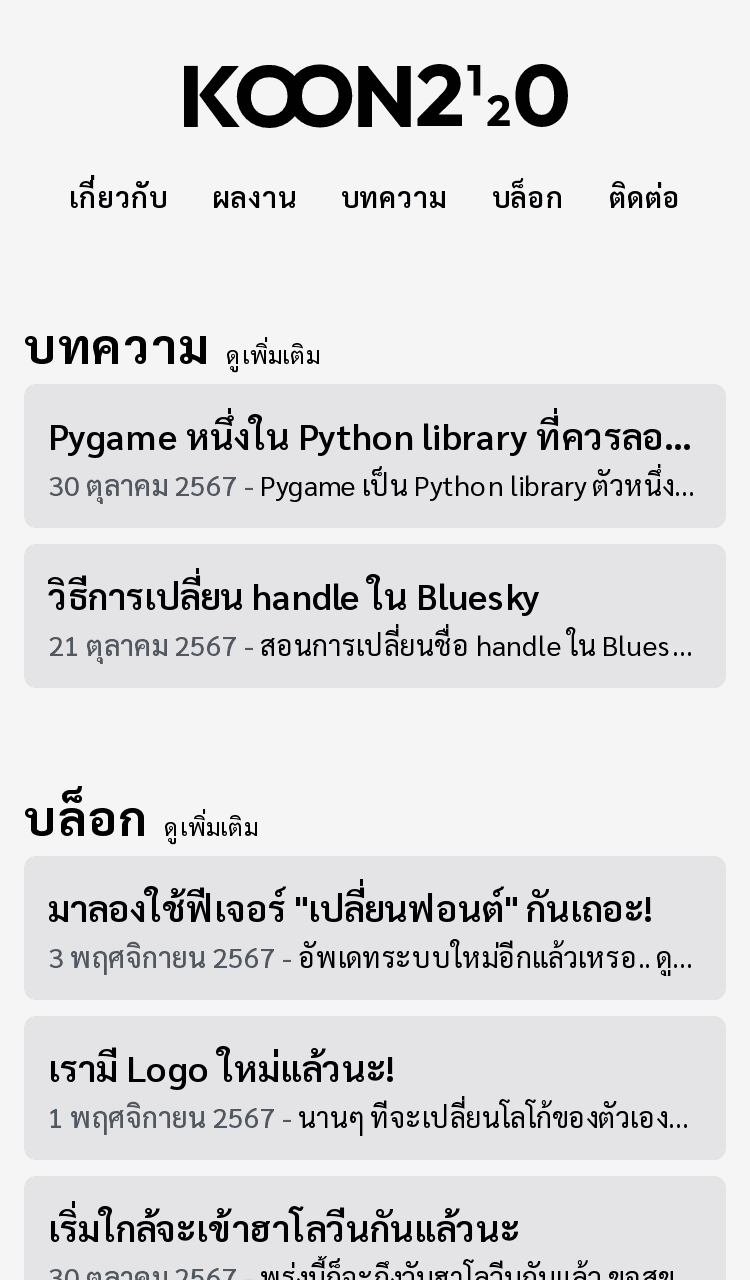 KOON2120
เกี่ยวกับ ผลงาน บทความ บล็อก ติดต่อ
บทความ ดูเพิ่มเติม
Pygame หนึ่งใน Python library ที่ควรลอ...
30 ตุลาคม 2567 - Pygame เป็น Python library ตัวหนึ่ง...
วิธีการเปลี่ยน handle ใน Bluesky
21 ตุลาคม 2567 - สอนการเปลี่ยนชื่อ handle ใน Blues...
บล็อก ดูเพิ่มเติม
มาลองใช้ฟีเจอร์ "เปลี่ยนฟอนต์" กันเถอะ!
3 พฤศจิกายน 2567 - อัพเดทระบบใหม่อีกแล้วเหรอ.. ดู...
เรามี Logo ใหม่แล้วนะ!
1 พฤศจิกายน 2567 - นานๆ ทีจะเปลี่ยนโลโก้ของตัวเอง...
เริ่มใกล้จะเข้าฮาโลวีนกันแล้วนะ
30 ตุลาคม 2567 - พรุ่งนี้ก็จะถึงวันฮาโลวีนกันแล้ว